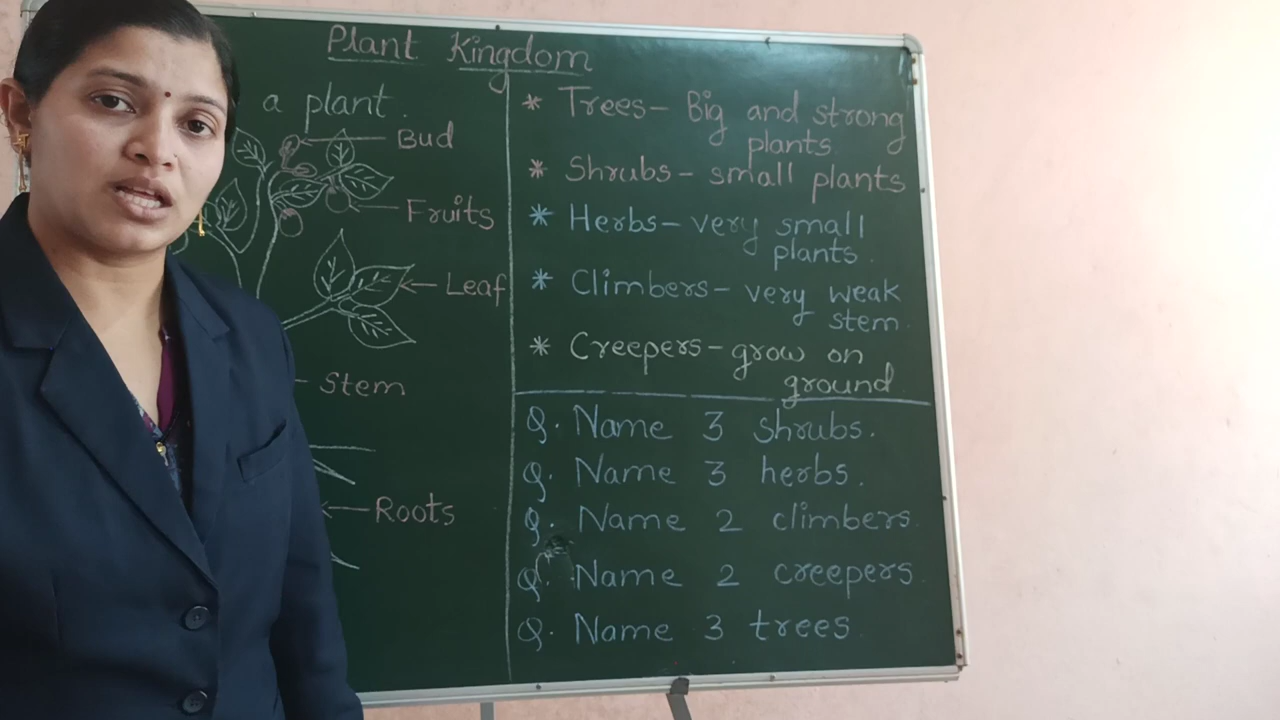 Plant Kingdom
a plant.
Bud
Fruits
Leaf
Stem
Roots
* Trees- Big and strong
plants.
* Shrubs- small plants
* Herbs- very small
plants.
* Climbers- very weak
stem.
* Creepers- grow on
ground
Q. Name 3 shrubs.
Q. Name 3 herbs.
Q. Name 2 climbers.
Q. Name 2 creepers.
Q. Name 3 trees.